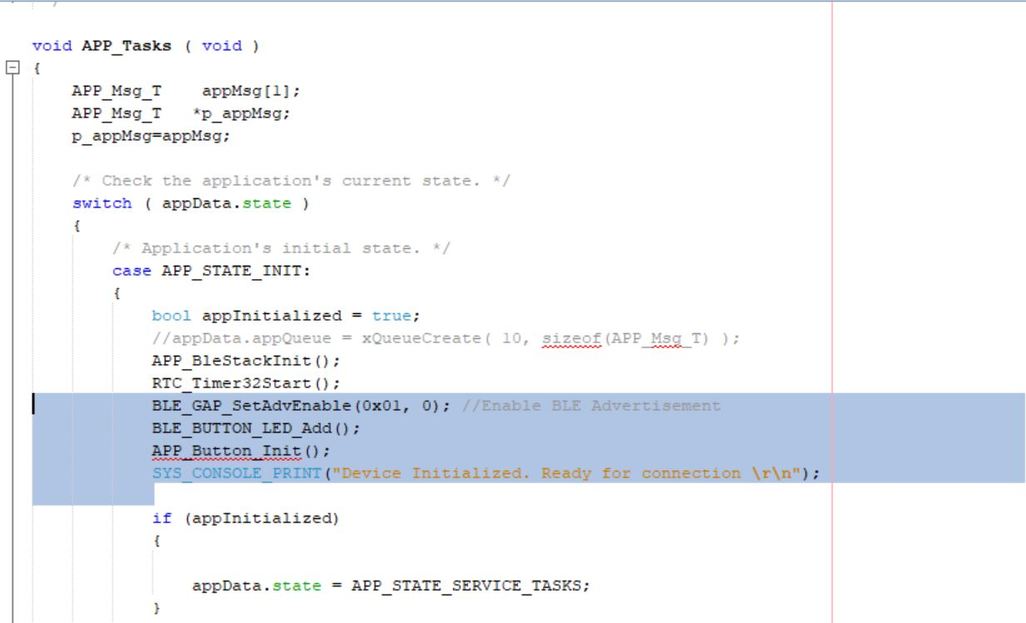 void APP_Tasks ( void )
{
APP_Msg_T    appMsg[1];
APP_Msg_T   *p_appMsg;
p_appMsg=appMsg;
/* Check the application's current state. */
switch ( appData.state )
{
/* Application's initial state. */
case APP_STATE_INIT:
{
bool appInitialized = true;
//appData.appQueue = xQueueCreate( 10, sizeof(APP_Msg_T) );
APP_BleStackInit();
RTC_Timer32Start();
BLE_GAP_SetAdvEnable(0x01, 0); //Enable BLE Advertisement
BLE_BUTTON_LED_Add();
APP_Button_Init();
SYS_CONSOLE_PRINT("Device Initialized. Ready for connection \r\n");
if (appInitialized)
{
appData.state = APP_STATE_SERVICE_TASKS;
}